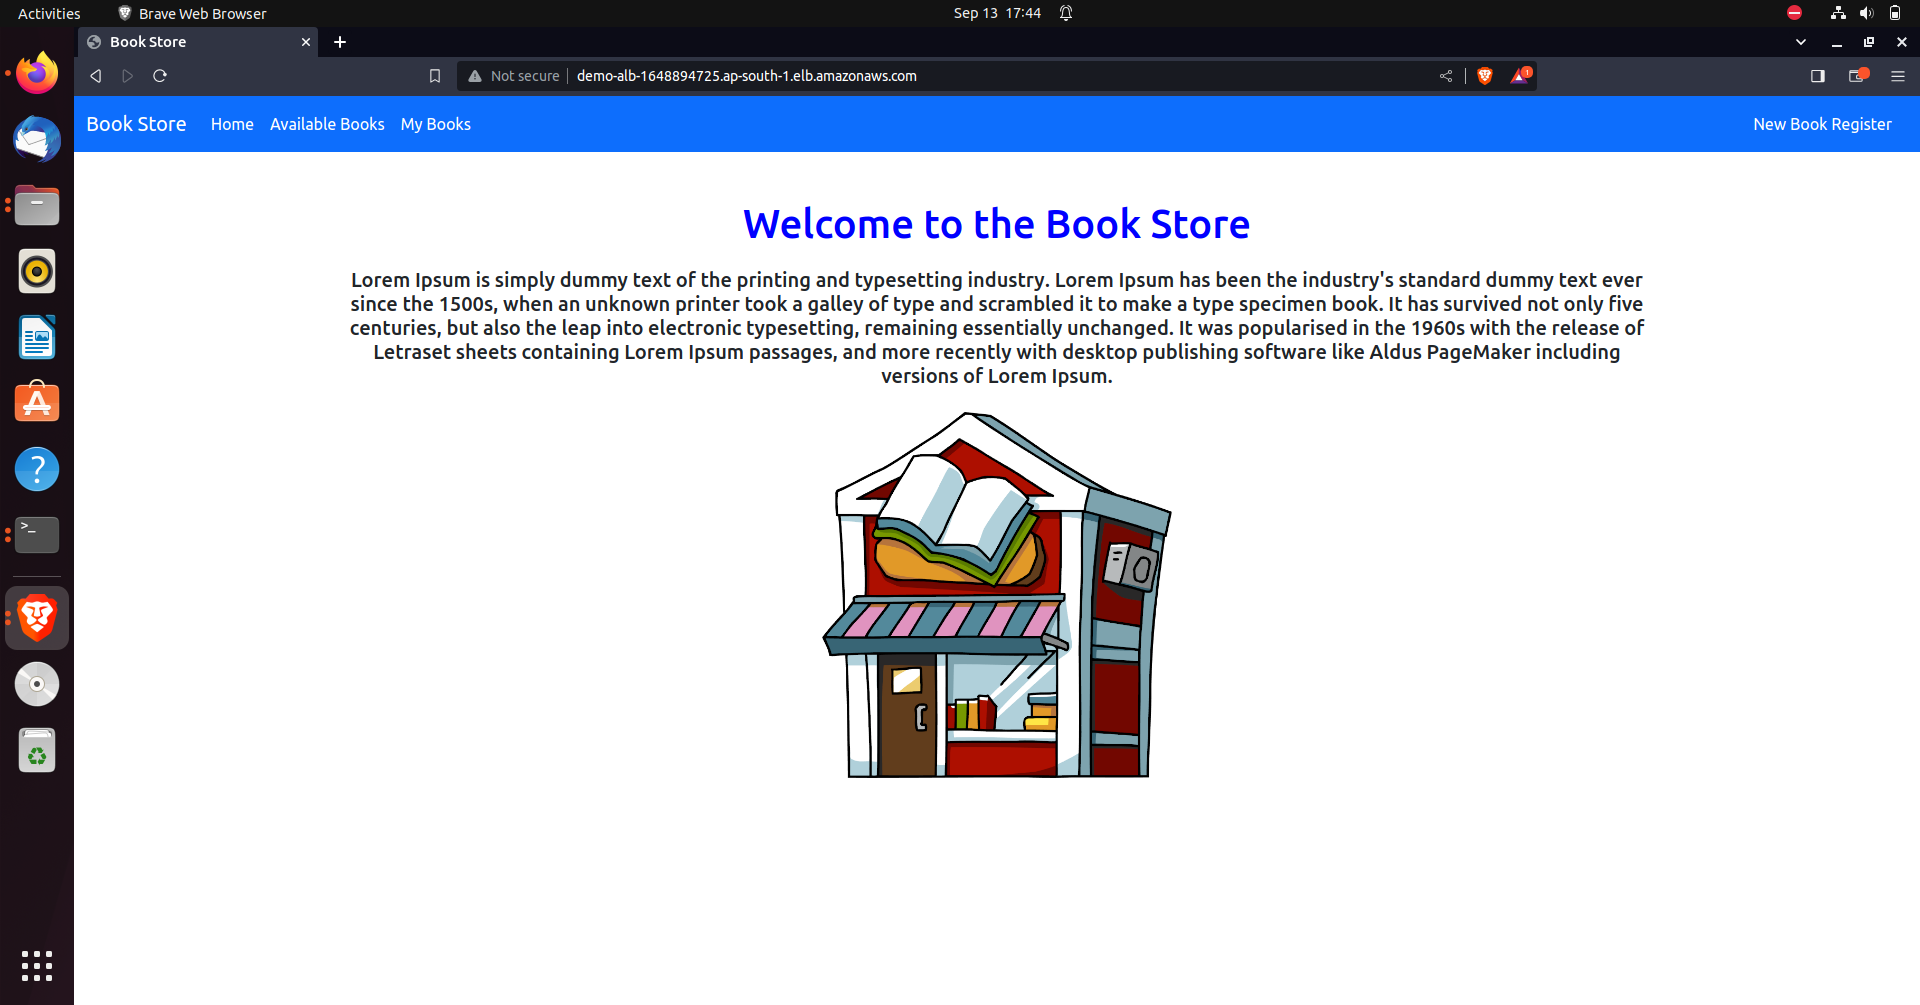 Activities
Brave Web Browser
Sep 13 17:44
Book Store
Not secure
demo-alb-1648894725.ap-south-1.elb.amazonaws.com
1
Book Store
Home
Available Books
My Books
New Book Register
Welcome to the Book Store
Lorem Ipsum is simply dummy text of the printing and typesetting industry. Lorem Ipsum has been the industry's standard dummy text ever
since the 1500s, when an unknown printer took a galley of type and scrambled it to make a type specimen book. It has survived not only five
centuries, but also the leap into electronic typesetting, remaining essentially unchanged. It was popularised in the 1960s with the release of
Letraset sheets containing Lorem Ipsum passages, and more recently with desktop publishing software like Aldus PageMaker including
versions of Lorem Ipsum.